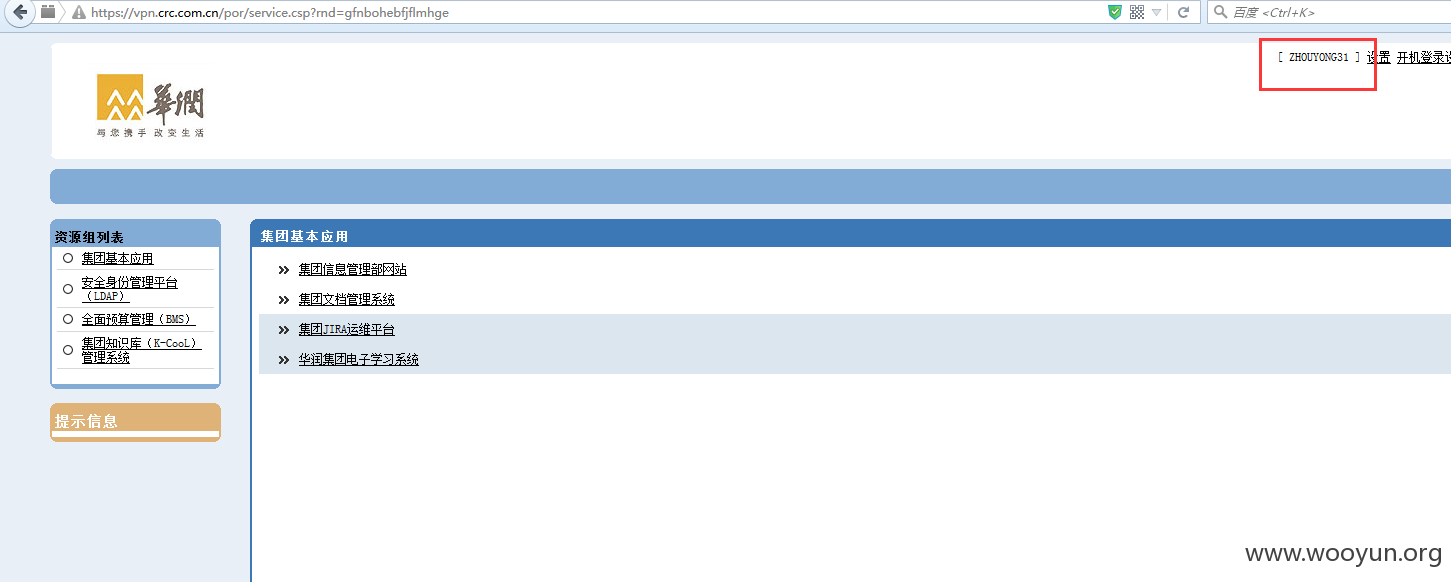 https://vpn.crc.com.cn/por/service.csp?rnd=gfnbohebfjflmhge
百度 <Ctrl+K>
[ ZHOUYONG31 ] 设置 开机登录设
華潤
与您携手 改变生活
资源组列表
集团基本应用
安全身份管理平台
（LDAP）
全面预算管理（BMS）
集团知识库（K-CooL）
管理系统
提示信息
集团基本应用
集团信息管理部网站
集团文档管理系统
集团JIRA运维平台
华润集团电子学习系统
www.wooyun.org